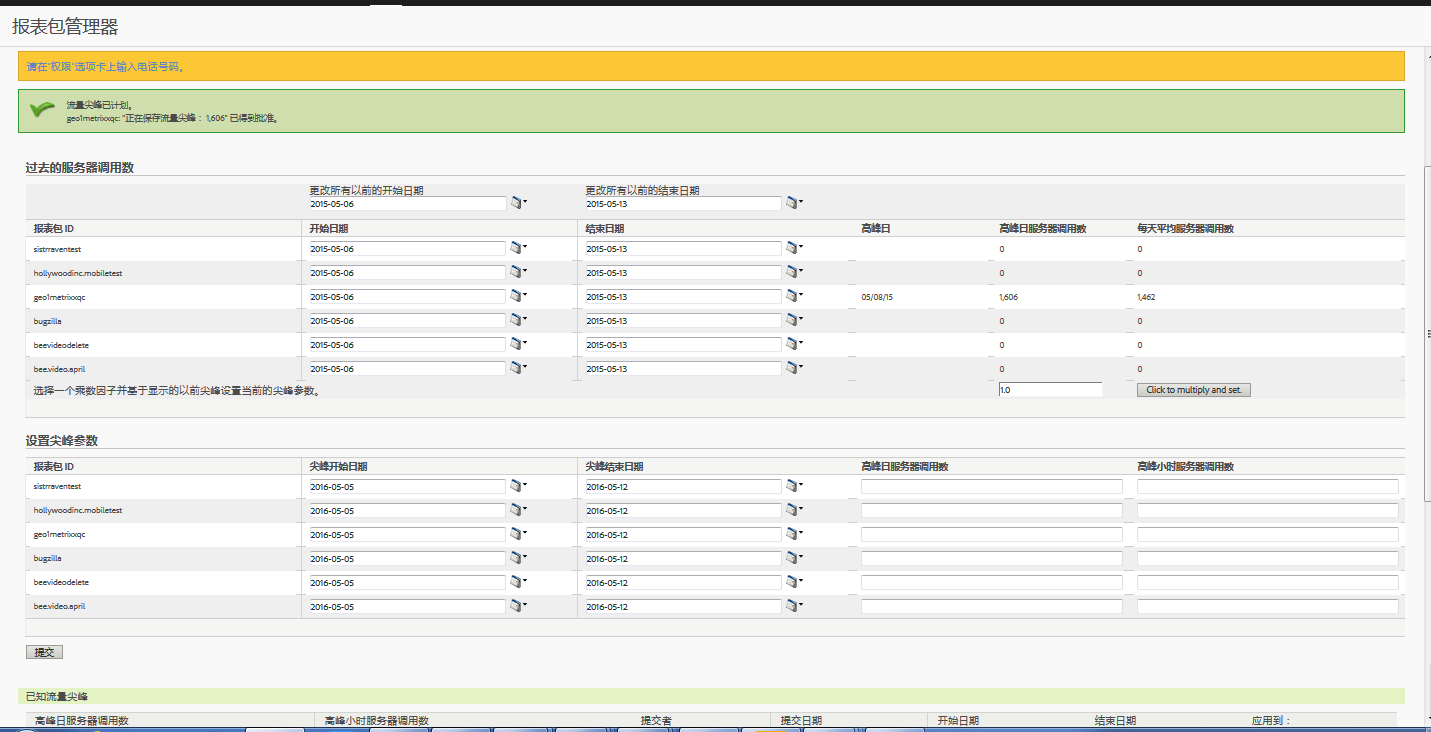 报表包管理器
请在"权限"选项卡上输入电话号码。
流量尖峰已计划。
geo1metrixxqc: "正在保存流量尖峰： 1,606" 已得到批准。
过去的服务器调用数
更改所有以前的开始日期 更改所有以前的结束日期
2015-05-06 2015-05-13
报表包 ID 开始日期 结束日期 高峰日 高峰日服务器调用数 每天平均服务器调用数
sistrraventest 2015-05-06 2015-05-13 0 0
hollywoodinc.mobiletest 2015-05-06 2015-05-13 0 0
geo1metrixxqc 2015-05-06 2015-05-13 05/08/15 1,606 1,462
bugzilla 2015-05-06 2015-05-13 0 0
beevideodelete 2015-05-06 2015-05-13 0 0
bee.video.april 2015-05-06 2015-05-13 0 0
选择一个乘数因子并基于显示的以前尖峰设置当前的尖峰参数。 1.0 Click to multiply and set.
设置尖峰参数
报表包 ID 尖峰开始日期 尖峰结束日期 高峰日服务器调用数 高峰小时服务器调用数
sistrraventest 2016-05-05 2016-05-12
hollywoodinc.mobiletest 2016-05-05 2016-05-12
geo1metrixxqc 2016-05-05 2016-05-12
bugzilla 2016-05-05 2016-05-12
beevideodelete 2016-05-05 2016-05-12
bee.video.april 2016-05-05 2016-05-12
提交
已知流量尖峰
高峰日服务器调用数 高峰小时服务器调用数 提交者 提交日期 开始日期 结束日期 应用到：